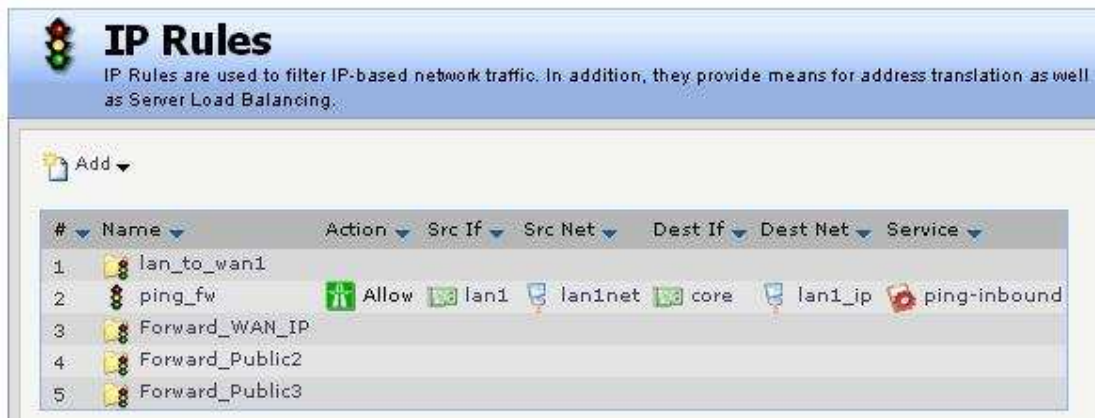 IP Rules
IP Rules are used to filter IP-based network traffic. In addition, they provide means for address translation as well
as Server Load Balancing.
Add
# Name Action Src If Src Net Dest If Dest Net Service
1 lan_to_wan1
2 ping_fw Allow lan1 lan1net core lan1_ip ping-inbound
3 Forward_WAN_IP
4 Forward_Public2
5 Forward_Public3